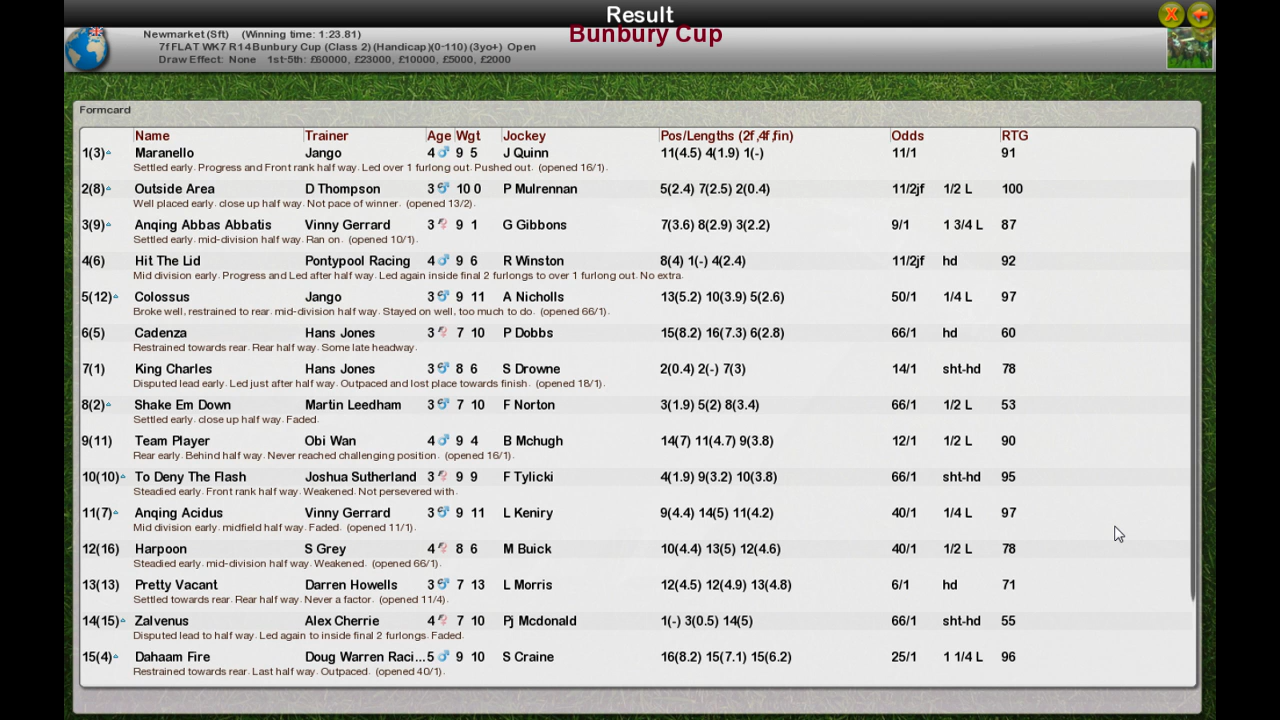 Result
Bunbury Cup
Newmarket (Sft) (Winning time: 1:23.81)
7f FLAT WK7 R14 Bunbury Cup (Class 2) (Handicap)(0-110) (3yo+) Open
Draw Effect: None 1st-5th: £60000, £23000, £10000, £5000, £2000
Formcard
Name Trainer Age Wgt Jockey Pos/Lengths (2f,4f,fin) Odds RTG
1(3) Maranello Jango 4 9 5 J Quinn 11(4.5) 4(1.9) 1(-) 11/1 91
Settled early. Progress and Front rank half way. Led over 1 furlong out. Pushed out. (opened 16/1).
2(8) Outside Area D Thompson 3 10 0 P Mulrennan 5(2.4) 7(2.5) 2(0.4) 11/2jf 1/2 L 100
Well placed early. close up half way. Not pace of winner. (opened 13/2).
3(9) Anqing Abbas Abbatis Vinny Gerrard 3 9 1 G Gibbons 7(3.6) 8(2.9) 3(2.2) 9/1 1 3/4 L 87
Settled early. mid-division half way. Ran on. (opened 10/1).
4(6) Hit The Lid Pontypool Racing 4 9 6 R Winston 8(4) 1(-) 4(2.4) 11/2jf hd 92
Mid division early. Progress and Led after half way. Led again inside final 2 furlongs to over 1 furlong out. No extra.
5(12) Colossus Jango 3 9 11 A Nicholls 13(5.2) 10(3.9) 5(2.6) 50/1 1/4 L 97
Broke well, restrained to rear. mid-division half way. Stayed on well, too much to do. (opened 66/1).
6(5) Cadenza Hans Jones 3 7 10 P Dobbs 15(8.2) 16(7.3) 6(2.8) 66/1 hd 60
Restrained towards rear. Rear half way. Some late headway.
7(1) King Charles Hans Jones 3 8 6 S Drowne 2(0.4) 2(-) 7(3) 14/1 sht-hd 78
Disputed lead early. Led just after half way. Outpaced and lost place towards finish. (opened 18/1).
8(2) Shake Em Down Martin Leedham 3 7 10 F Norton 3(1.9) 5(2) 8(3.4) 66/1 1/2 L 53
Settled early. close up half way. Faded.
9(11) Team Player Obi Wan 4 9 4 B Mchugh 14(7) 11(4.7) 9(3.8) 12/1 1/2 L 90
Rear early. Behind half way. Never reached challenging position. (opened 16/1).
10(10) To Deny The Flash Joshua Sutherland 3 9 9 F Tylicki 4(1.9) 9(3.2) 10(3.8) 66/1 sht-hd 95
Steadied early. Front rank half way. Weakened. Not persevered with.
11(7) Anqing Acidus Vinny Gerrard 3 9 11 L Keniry 9(4.4) 14(5) 11(4.2) 40/1 1/4 L 97
Mid division early. midfield half way. Faded. (opened 11/1).
12(16) Harpoon S Grey 4 8 6 M Buick 10(4.4) 13(5) 12(4.6) 40/1 1/2 L 78
Steadied early. mid-division half way. Weakened. (opened 66/1).
13(13) Pretty Vacant Darren Howells 3 7 13 L Morris 12(4.5) 12(4.9) 13(4.8) 6/1 hd 71
Settled towards rear. Rear half way. Never a factor. (opened 11/4).
14(15) Zalvenus Alex Cherrie 4 7 10 Pj Mcdonald 1(-) 3(0.5) 14(5) 66/1 sht-hd 55
Disputed lead to half way. Led again to inside final 2 furlongs. Faded.
15(4) Dahaam Fire Doug Warren Raci... 5 9 10 S Craine 16(8.2) 15(7.1) 15(6.2) 25/1 1 1/4 L 96
Restrained towards rear. Last half way. Outpaced. (opened 40/1).